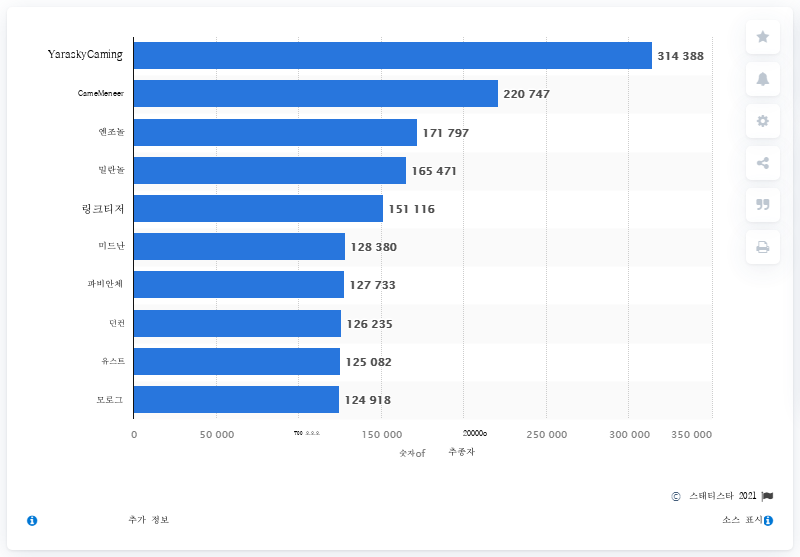 YaraskyCaming 314 388
CameMeneer 220 747
엔조놀 171 797
밀란놀 165 471
링크티저 151 116
미드난 128 380
파비안체 127 733
던컨 126 235
유스트 125 082
모로그 124 918
0 50 000 150 000 20000o 250 000 300 000 350 000
숫자of 추종자
© 스태티스타 2021
추가 정보 소스 표시